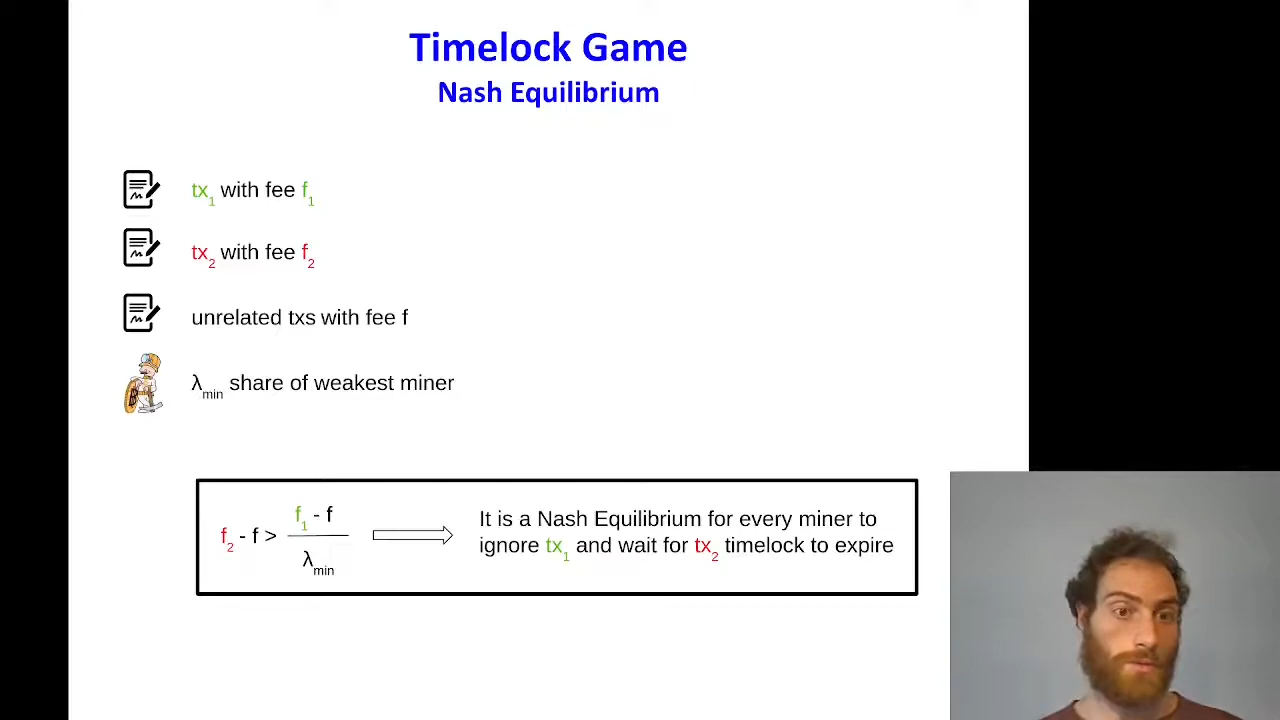 Timelock Game
Nash Equilibrium
tx1 with fee f1
tx2 with fee f2
unrelated txs with fee f
λmin share of weakest miner
f2 - f > f1 - f / λmin
It is a Nash Equilibrium for every miner to
ignore tx1 and wait for tx2 timelock to expire